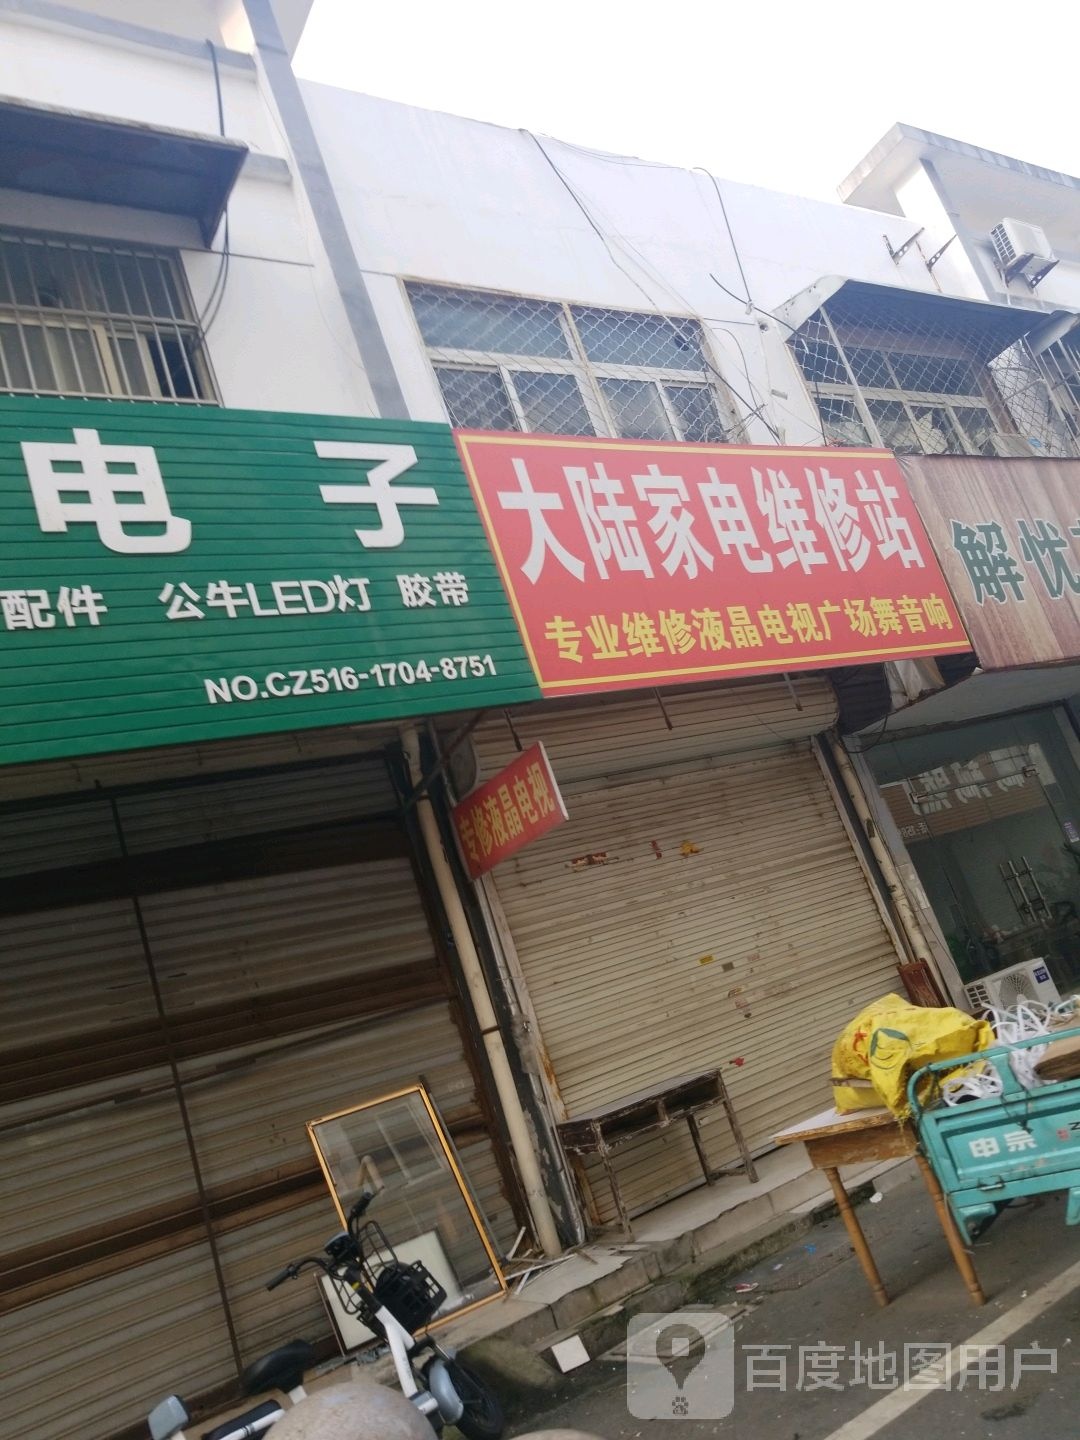 电子
配件 公牛LED灯 胶带
NO.CZ516-1704-8751
大陆家电维修站
专业维修液晶电视广场舞音响
解忧
专修液晶电视
申宗
百度地图用户